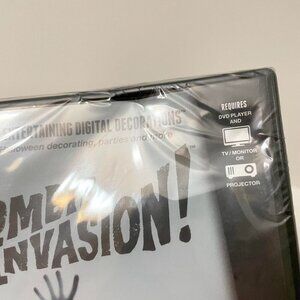 ENTERTAINING DIGITAL DECORATIONS
Halloween decorating, parties and more
INVASION!
REQUIRES
DVD PLAYER
AND
TV/MONITOR
OR
PROJECTOR